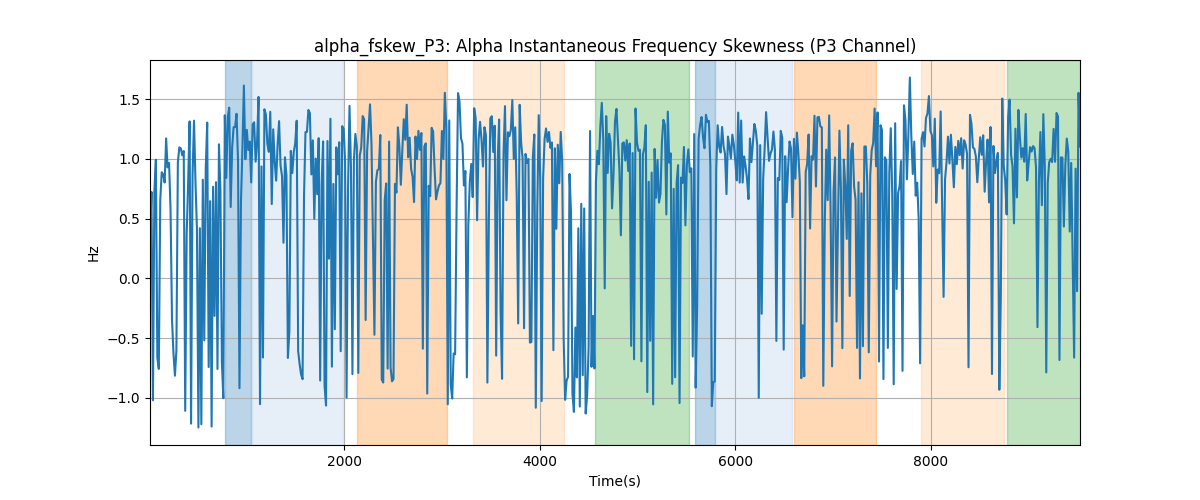 alpha_fskew_P3: Alpha Instantaneous Frequency Skewness (P3 Channel)
1.5
1.0
0.5
0.0
−0.5
−1.0
Hz
2000 4000 6000 8000
Time(s)